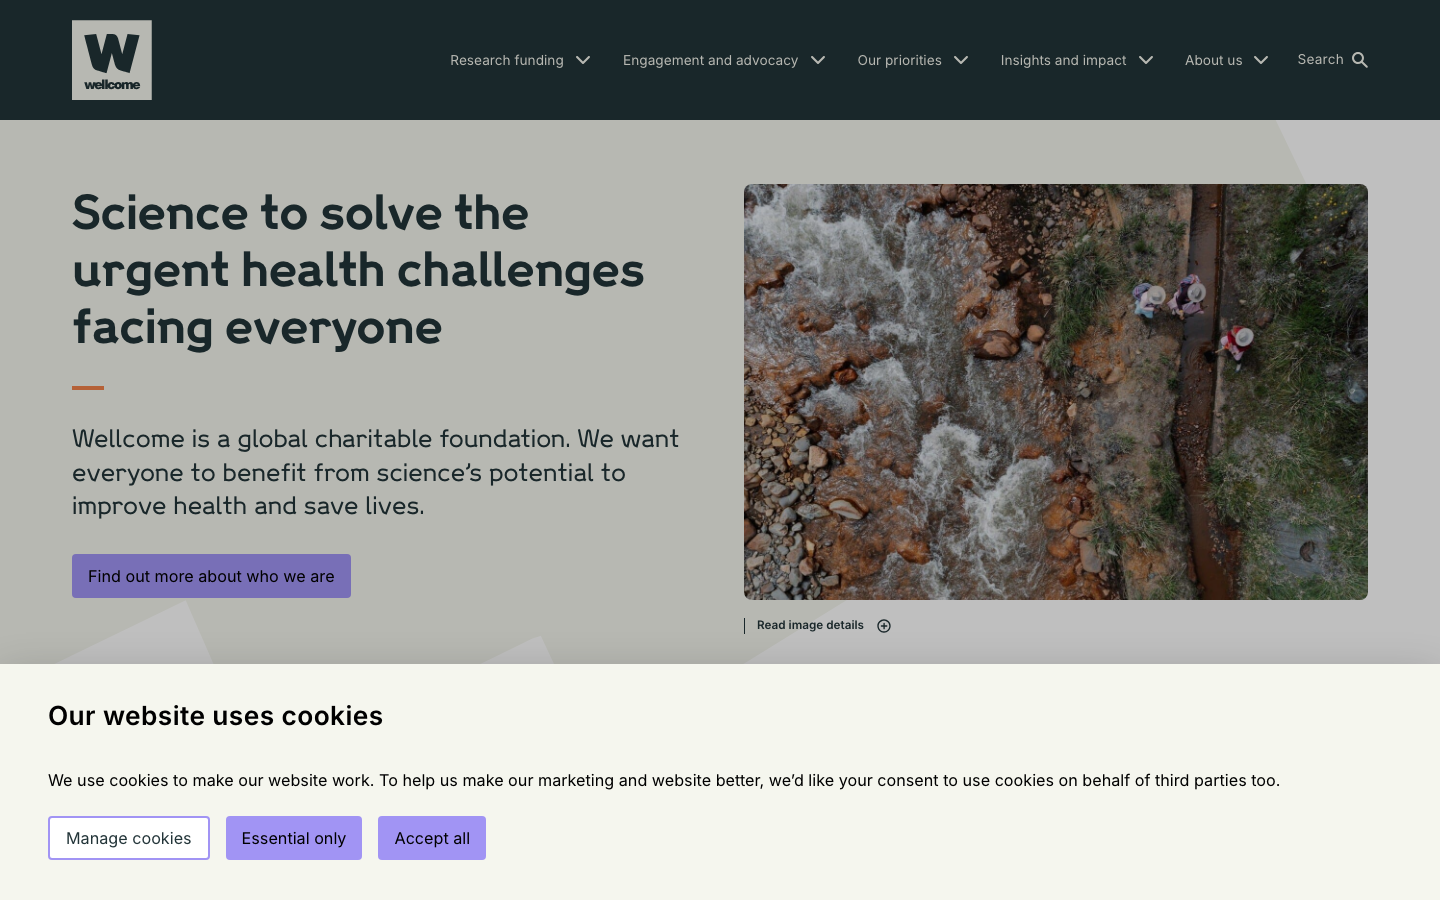 W
wellcome
Research funding
Engagement and advocacy
Our priorities
Insights and impact
About us
Search
Science to solve the
urgent health challenges
facing everyone
Wellcome is a global charitable foundation. We want
everyone to benefit from science’s potential to
improve health and save lives.
Find out more about who we are
Read image details
Our website uses cookies
We use cookies to make our website work. To help us make our marketing and website better, we’d like your consent to use cookies on behalf of third parties too.
Manage cookies
Essential only
Accept all